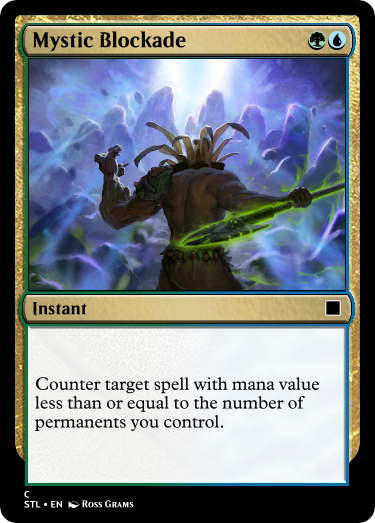 Mystic Blockade
Instant
Counter target spell with mana value
less than or equal to the number of
permanents you control.
C
STL • EN Ross Grams